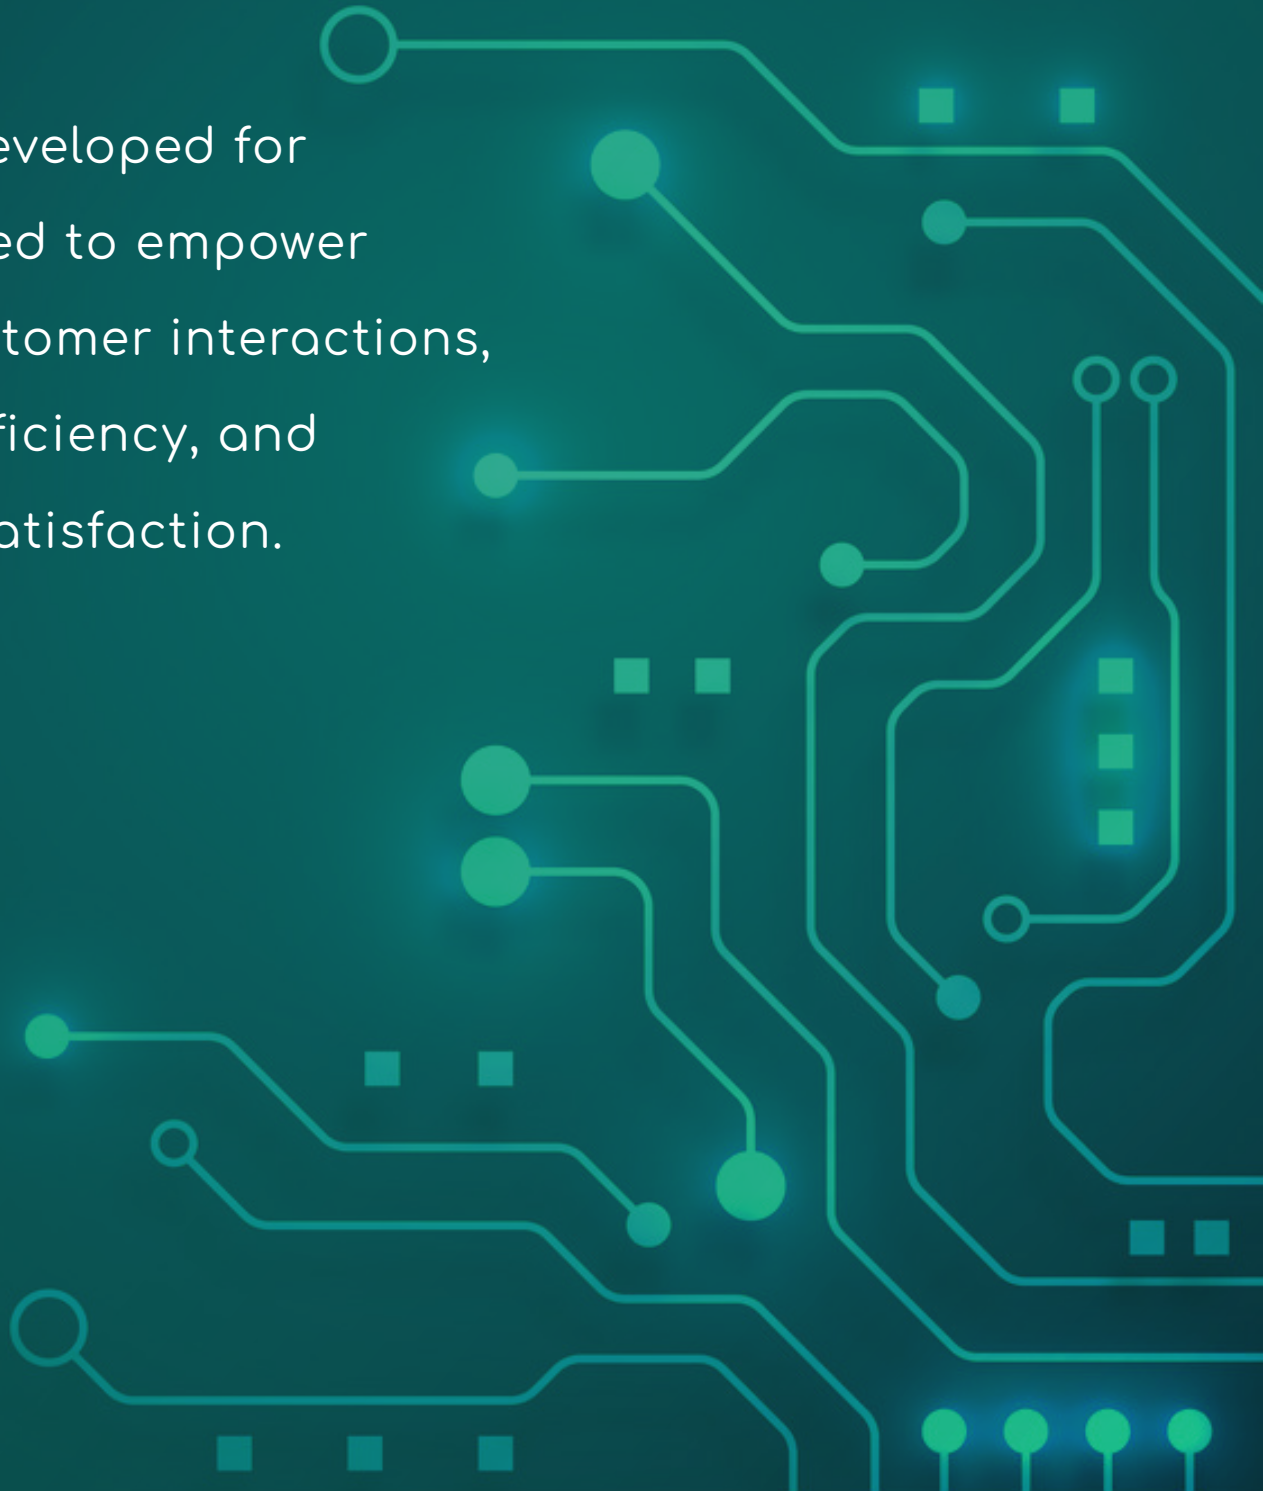 eveloped for
ed to empower
tomer interactions,
ficiency, and
atisfaction.